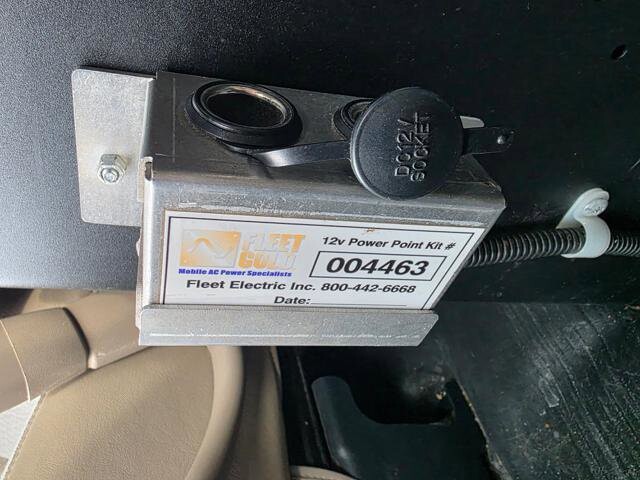 DC12V
SOCKET
FLEET
12v Power Point Kit #
Mobile AC Power Specialists
004463
Fleet Electric Inc. 800-442-6668
Date: